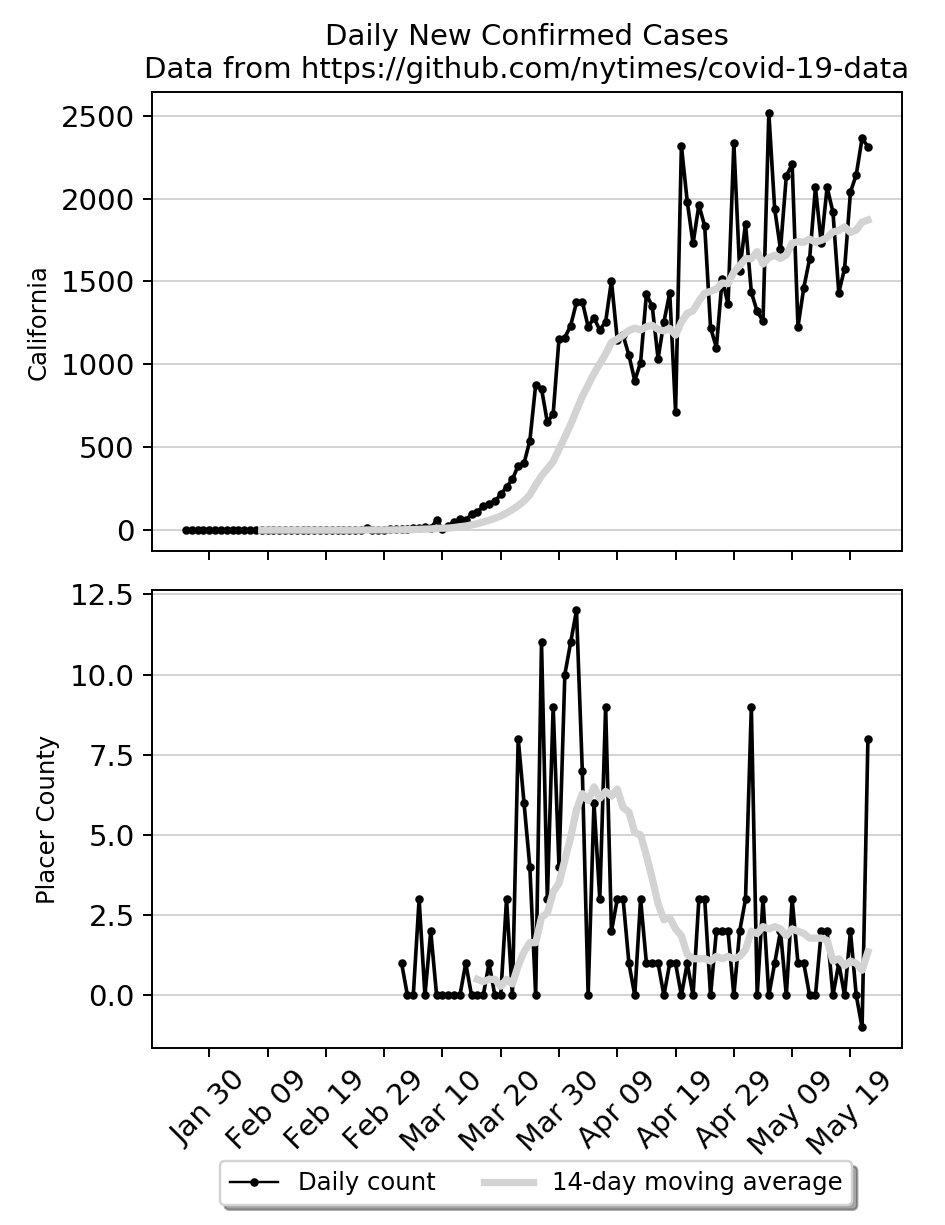 Daily New Confirmed Cases
Data from https://github.com/nytimes/covid-19-data
2500
2000
1500
1000
500
0
California
12.5
10.0
7.5
5.0
2.5
0.0
Placer County
Jan 30
Feb 09
Feb 19
Feb 29
Mar 10
Mar 20
Mar 30
Apr 09
Apr 19
Apr 29
May 09
May 19
Daily count
14-day moving average